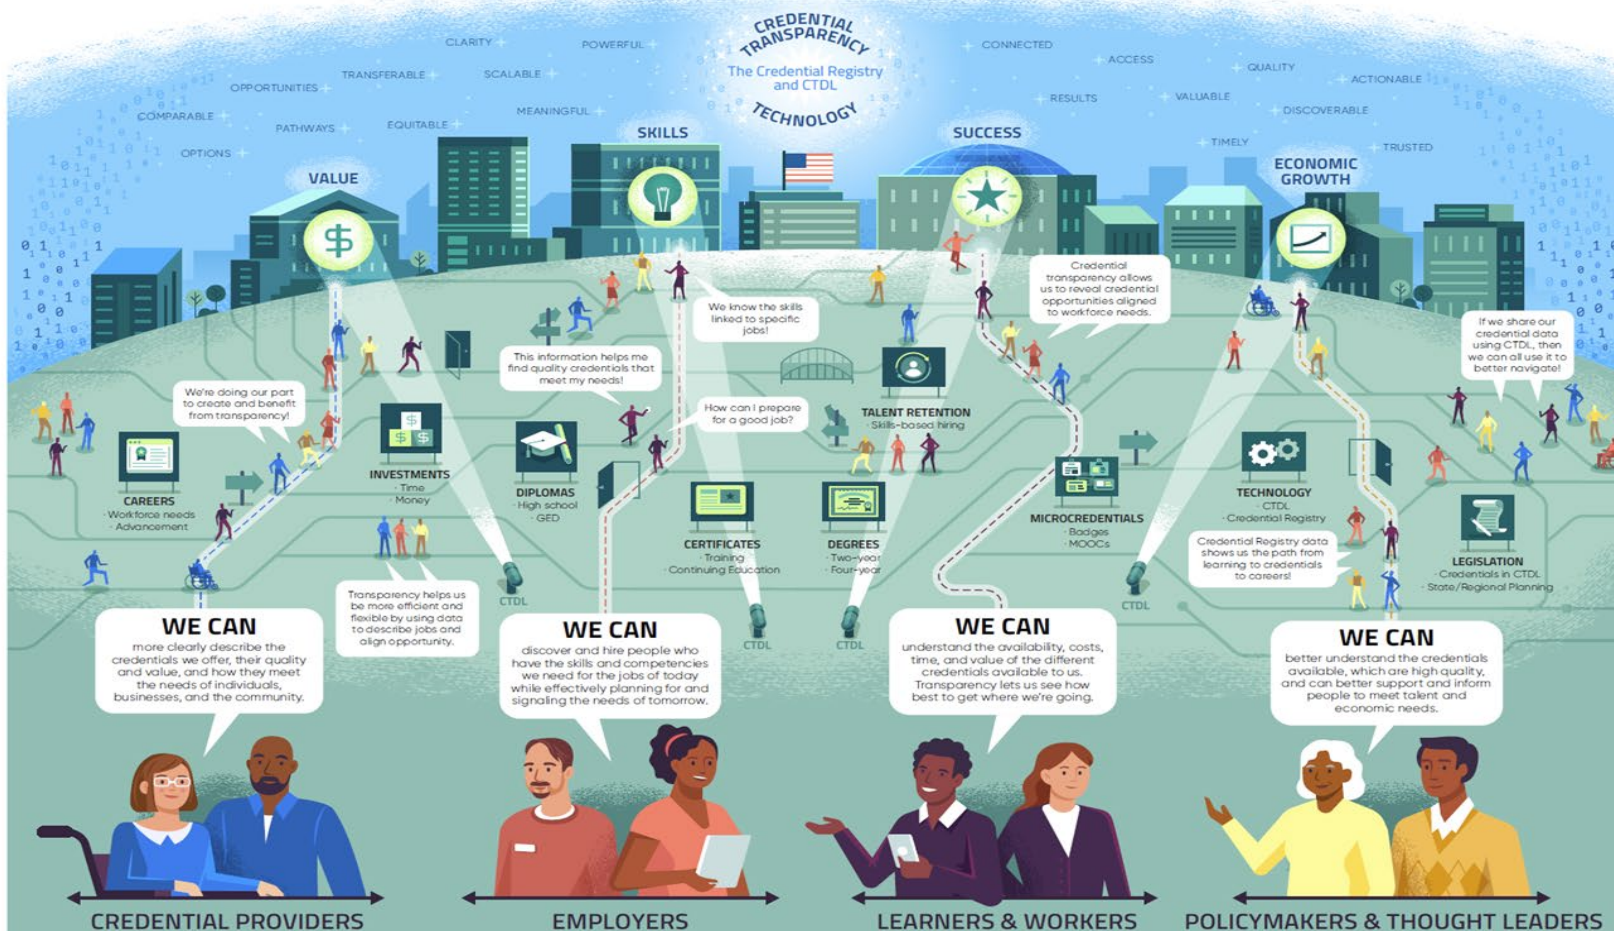 CREDENTIAL
TRANSPARENCY
The Credential Registry
and CTDL
TECHNOLOGY
CLARITY
POWERFUL
TRANSFERABLE
SCALABLE
OPPORTUNITIES
MEANINGFUL
COMPARABLE
PATHWAYS
EQUITABLE
OPTIONS
CONNECTED
ACCESS
QUALITY
ACTIONABLE
RESULTS
VALUABLE
DISCOVERABLE
TIMELY
TRUSTED
VALUE
SKILLS
SUCCESS
ECONOMIC
GROWTH
We know the skills
linked to specific
jobs!
Credential
transparency allows
us to reveal credential
opportunities aligned
to workforce needs.
If we share our
credential data
using CTDL, then
we can all use it to
better navigate!
This information helps me
find quality credentials that
meet my needs!
We're doing our part
to create and benefit
from transparency!
How can I prepare
for a good job?
TALENT RETENTION
· Skills-based hiring
CAREERS
· Workforce needs
· Advancement
INVESTMENTS
· Time
· Money
DIPLOMAS
· High school
· GED
CERTIFICATES
· Training
· Continuing Education
DEGREES
· Two-year
· Four-year
MICROCREDENTIALS
· Badges
· MOOCs
TECHNOLOGY
· CTDL
· Credential Registry
LEGISLATION
· Credentials in CTDL
· State/Regional Planning
Credential Registry data
shows us the path from
learning to credentials
to careers!
Transparency helps us
be more efficient and
flexible by using data
to describe jobs and
align opportunity.
CTDL
CTDL
CTDL
CTDL
WE CAN
more clearly describe the
credentials we offer, their quality
and value, and how they meet
the needs of individuals,
businesses, and the community.
WE CAN
discover and hire people who
have the skills and competencies
we need for the jobs of today
while effectively planning for and
signaling the needs of tomorrow.
WE CAN
understand the availability, costs,
time, and value of the different
credentials available to us.
Transparency lets us see how
best to get where we're going.
WE CAN
better understand the credentials
available, which are high quality,
and can better support and inform
people to meet talent and
economic needs.
CREDENTIAL PROVIDERS
EMPLOYERS
LEARNERS & WORKERS
POLICYMAKERS & THOUGHT LEADERS